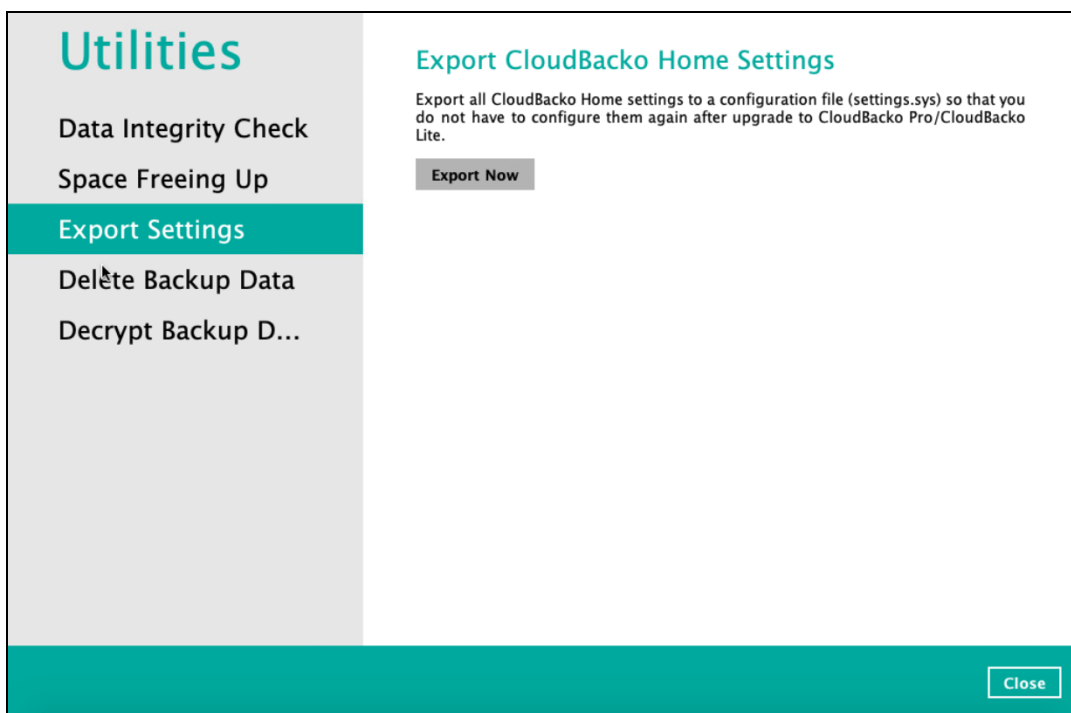 Utilities
Data Integrity Check
Space Freeing Up
Export Settings
Delete Backup Data
Decrypt Backup D...
Export CloudBacko Home Settings
Export all CloudBacko Home settings to a configuration file (settings.sys) so that you
do not have to configure them again after upgrade to CloudBacko Pro/CloudBacko
Lite.
Export Now
Close